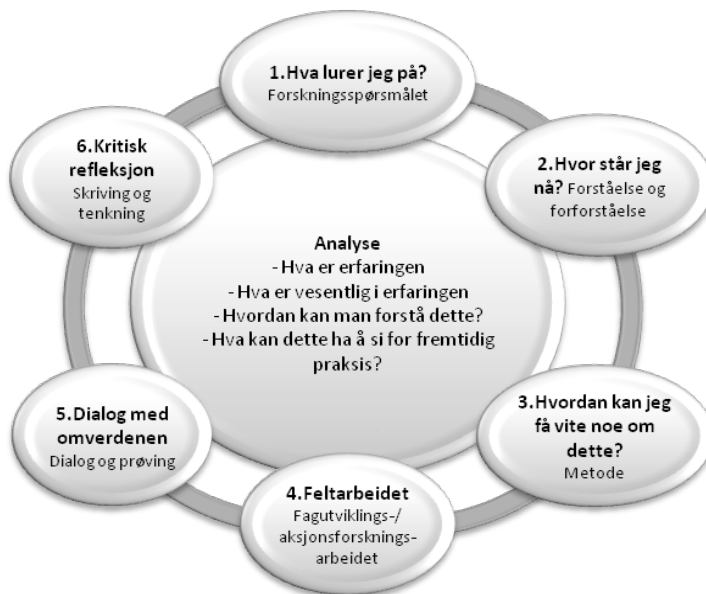 1.Hva lurer jeg på?
Forskningsspørsmålet
2.Hvor står jeg
nå? Forståelse og
forforståelse
3.Hvordan kan jeg
få vite noe om
dette?
Metode
4.Feltarbeidet
Fagutviklings-/
aksjonsforsknings-
arbeidet
5.Dialog med
omverdenen
Dialog og prøving
6.Kritisk
refleksjon
Skriving og
tenkning
Analyse
- Hva er erfaringen
- Hva er vesentlig i erfaringen
- Hvordan kan man forstå dette?
- Hva kan dette ha å si for fremtidig
praksis?